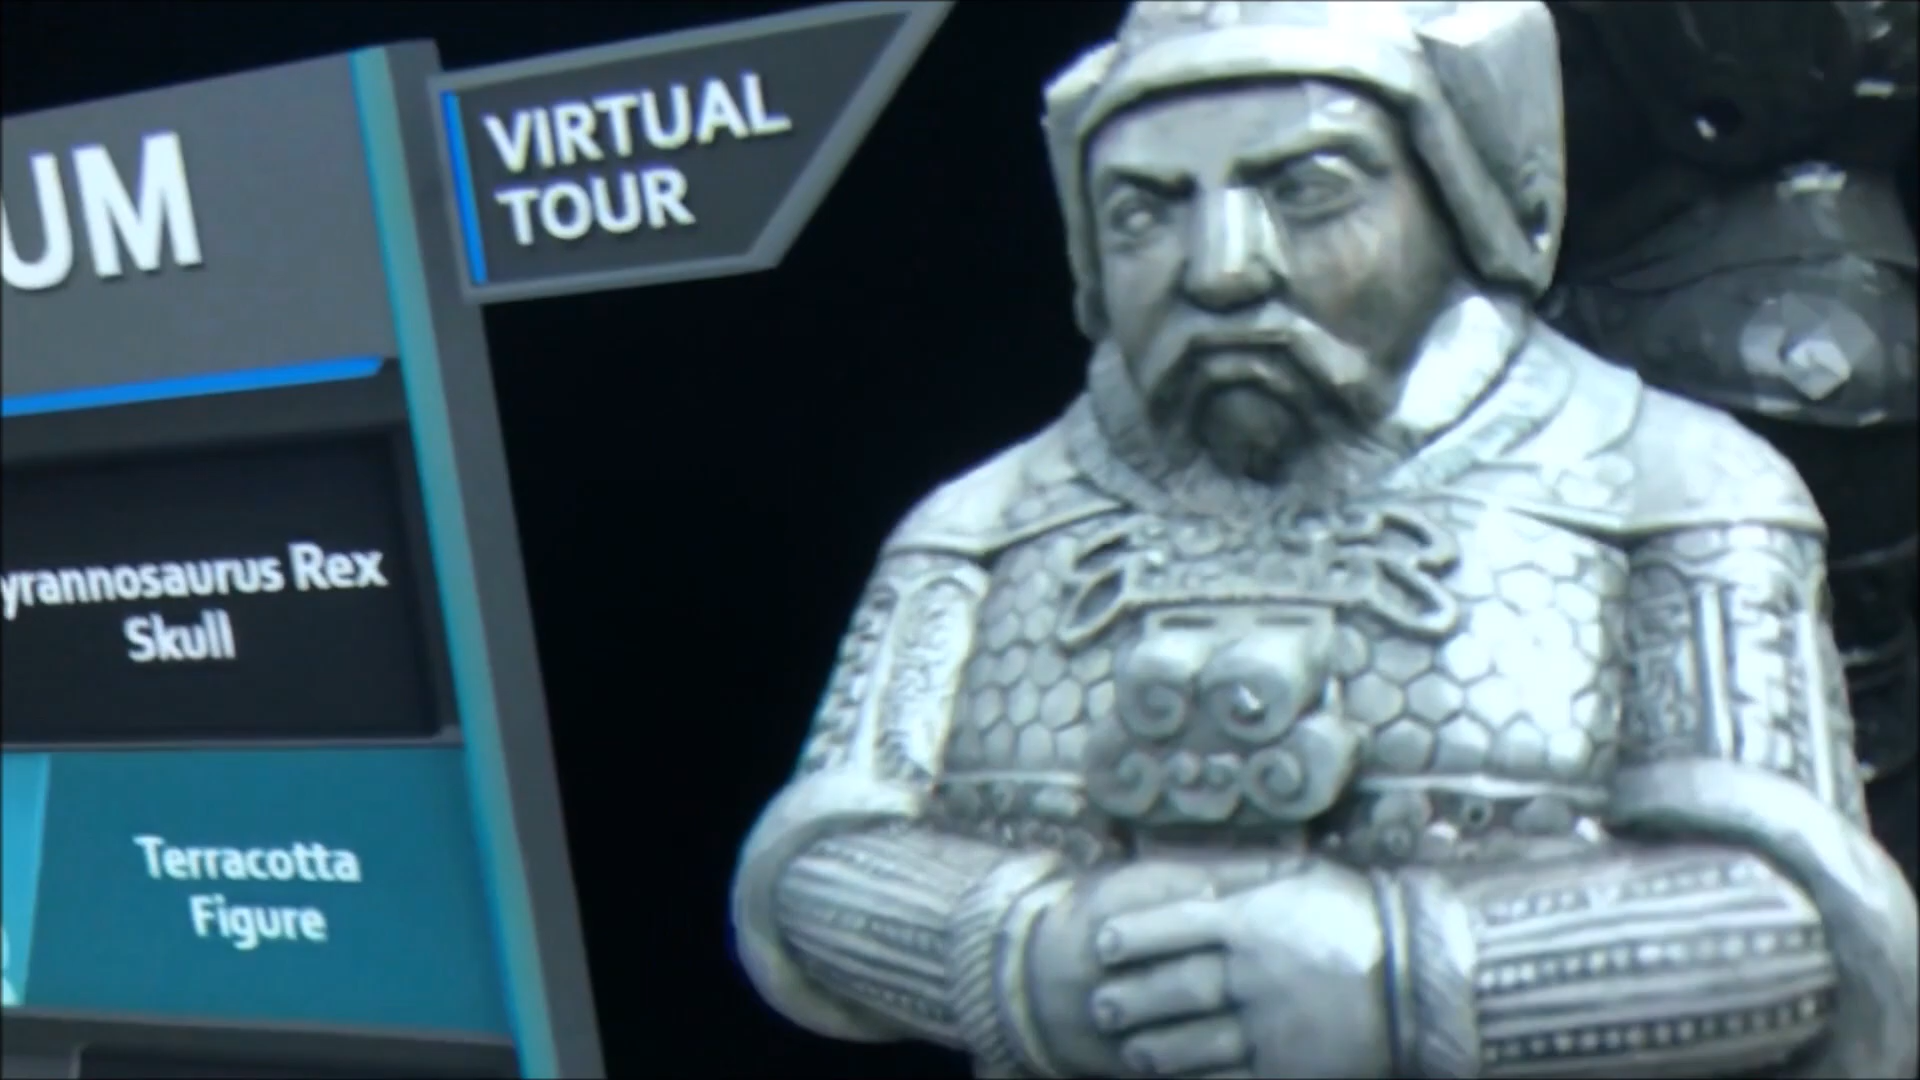 UM
VIRTUAL
TOUR
yrannosaurus Rex
Skull
Terracotta
Figure